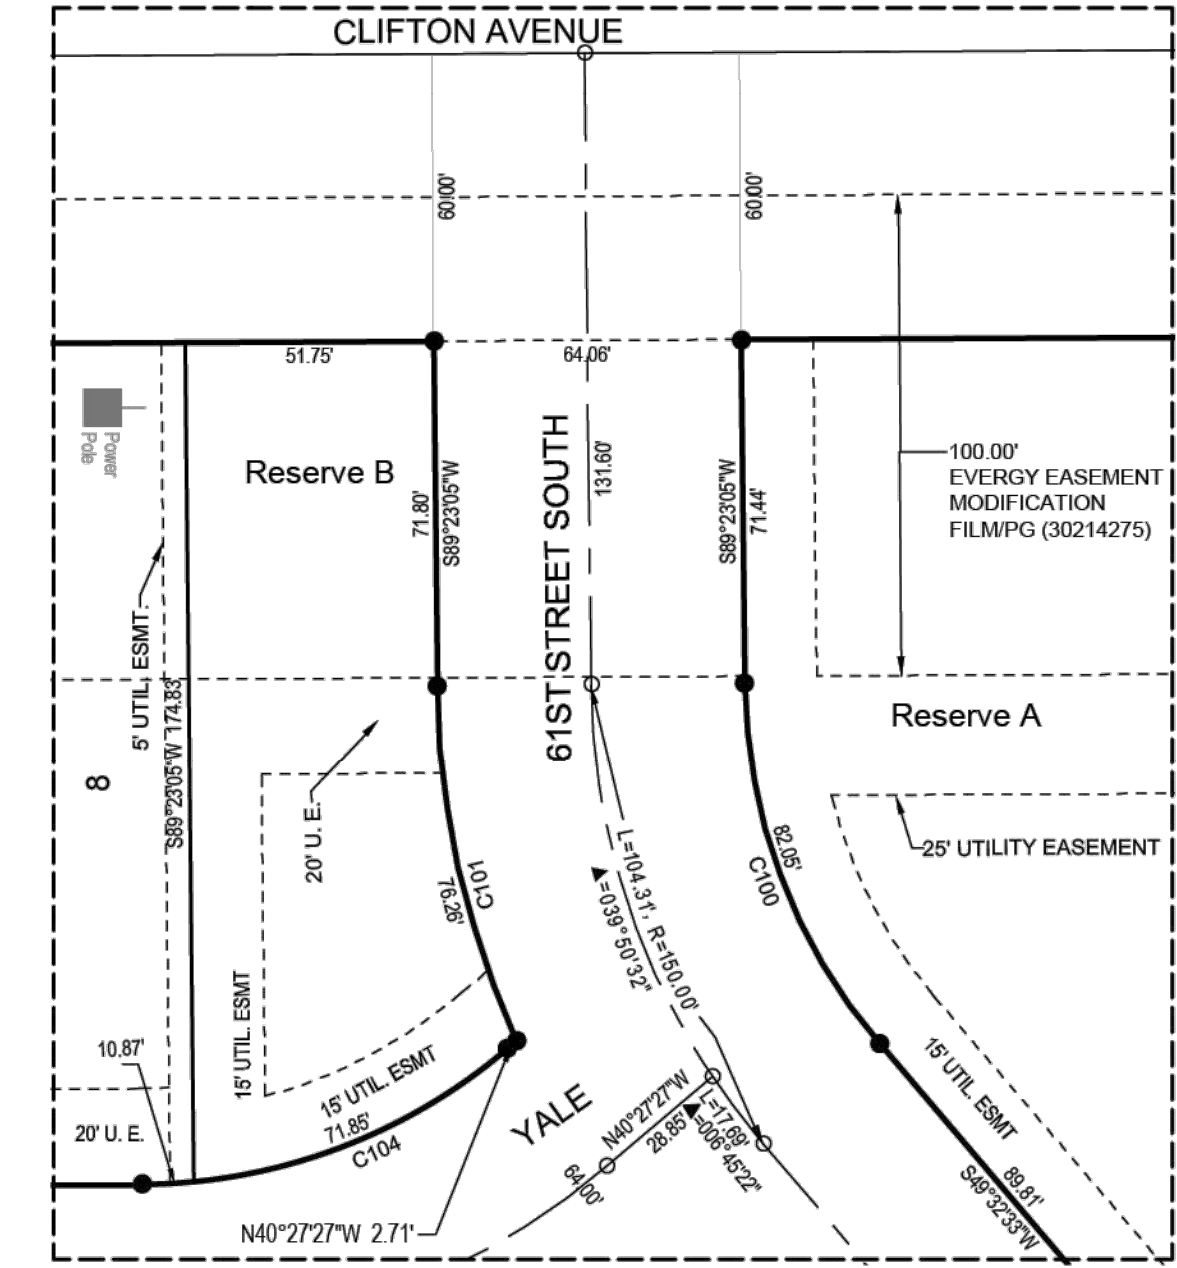 CLIFTON AVENUE
60.00'
60.00'
51.75'
64.06'
Power
Pole
Reserve B
71.80'
S89°23'05"W
61ST STREET SOUTH
131.60'
S89°23'05"W
71.44'
100.00'
EVERGY EASEMENT
MODIFICATION
FILM/PG (30214275)
5' UTIL. ESMT.
S89°23'05"W 174.83
8
20' U. E.
Reserve A
25' UTILITY EASEMENT
C101
76.26'
82.05'
C100
L=104.31', R=150.00'
=039°50'32"
15' UTIL. ESMT
15' UTIL. ESMT
71.85'
C104
10.87'
20' U. E.
YALE
N40°27'27"W
28.85'
L=17.69'
=006°45'22"
64.00'
15' UTIL. ESMT
89.81'
S49°32'33"W
N40°27'27"W 2.71'